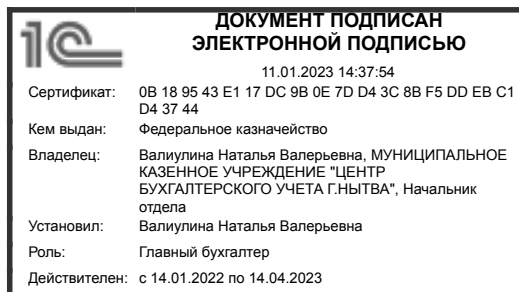 1С
ДОКУМЕНТ ПОДПИСАН
ЭЛЕКТРОННОЙ ПОДПИСЬЮ
11.01.2023 14:37:54
Сертификат: 0B 18 95 43 E1 17 DC 9B 0E 7D D4 3C 8B F5 DD EB C1
D4 37 44
Кем выдан: Федеральное казначейство
Владелец: Валиулина Наталья Валерьевна, МУНИЦИПАЛЬНОЕ
КАЗЕННОЕ УЧРЕЖДЕНИЕ "ЦЕНТР
БУХГАЛТЕРСКОГО УЧЕТА Г.НЫТВА", Начальник
отдела
Установил: Валиулина Наталья Валерьевна
Роль: Главный бухгалтер
Действителен: с 14.01.2022 по 14.04.2023